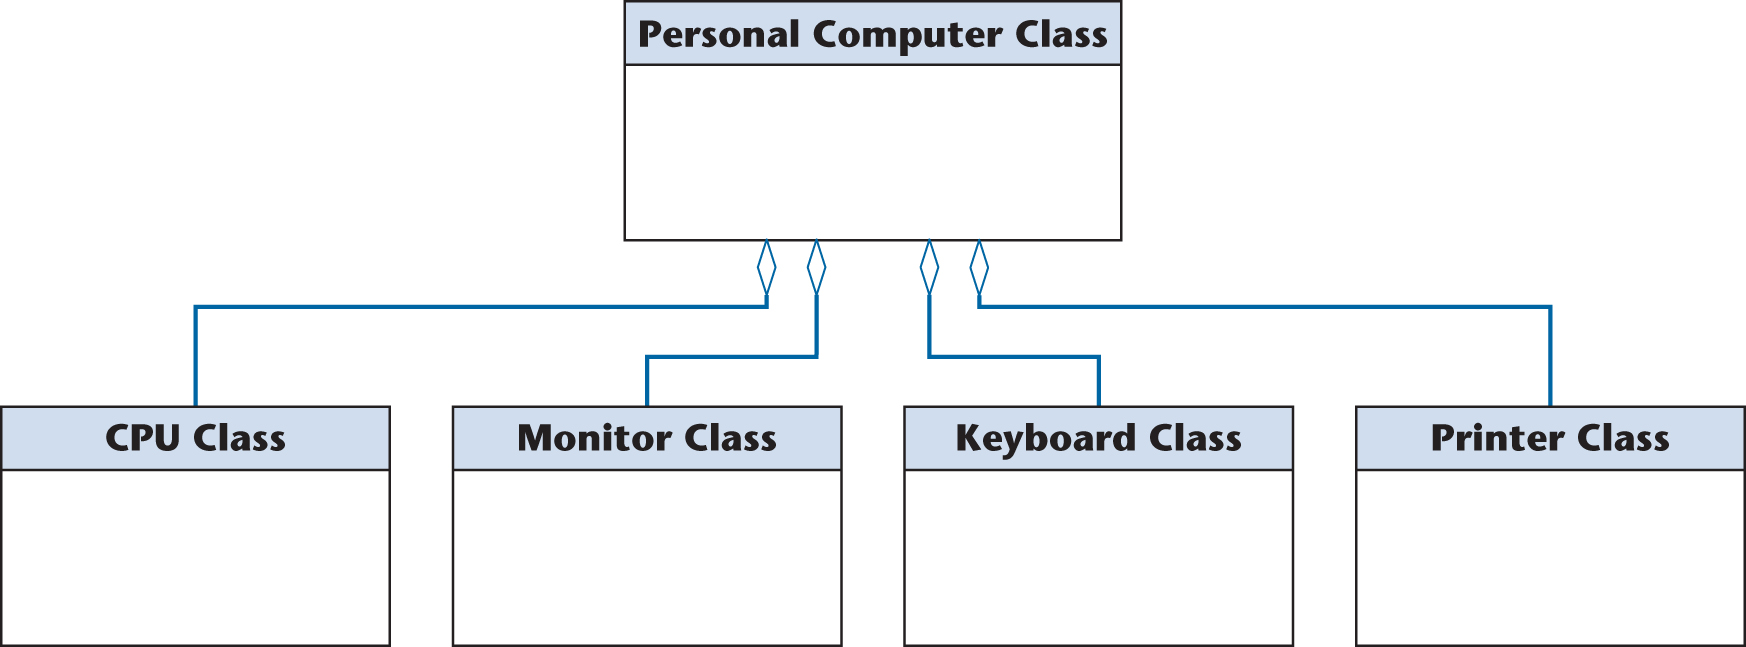 Personal Computer Class
CPU Class
Monitor Class
Keyboard Class
Printer Class